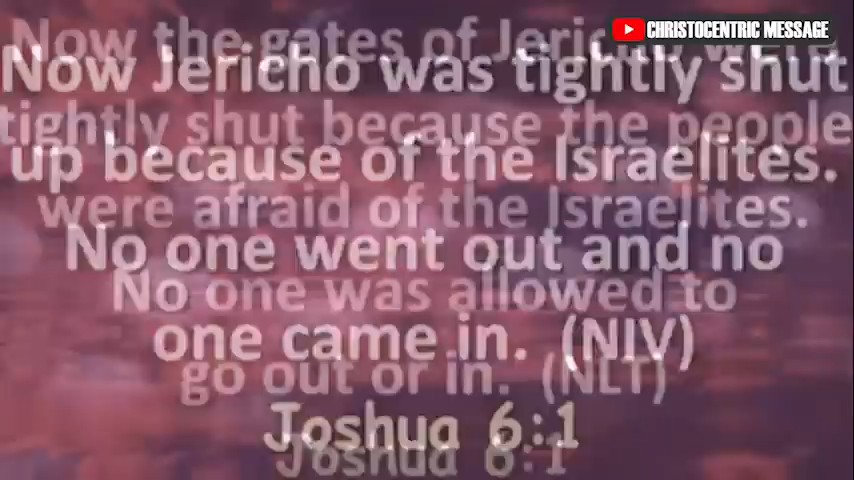 CHRISTOCENTRIC MESSAGE
Now the gates of Jericho were
tightly shut because the people
were afraid of the Israelites.
No one was allowed to
go out or in. (NLT)
Joshua 6:1
Now Jericho was tightly shut
up because of the Israelites.
No one went out and no
one came in. (NIV)
Joshua 6:1